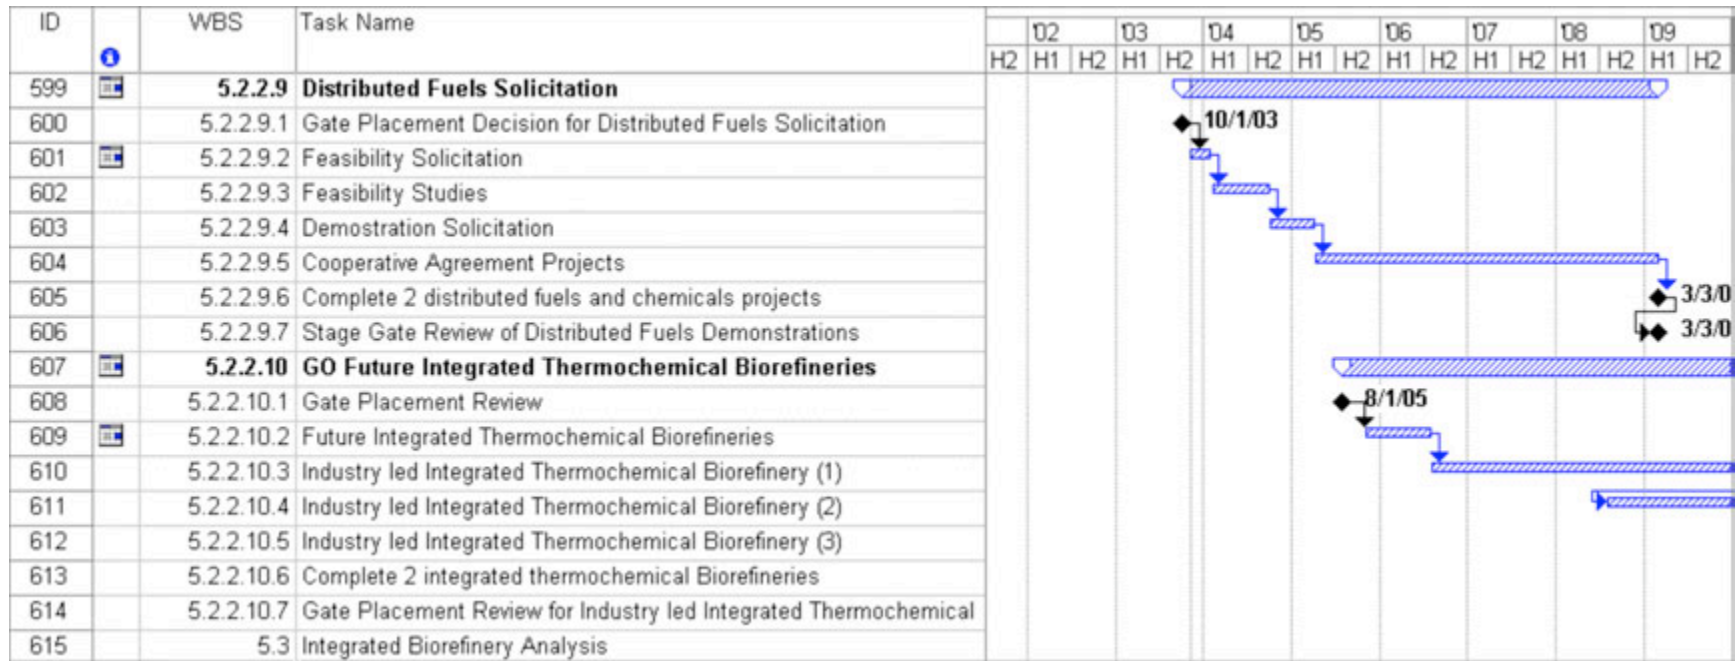 ID WBS Task Name '02 '03 '04 '05 '06 '07 '08 '09
H2 H1 H2 H1 H2 H1 H2 H1 H2 H1 H2 H1 H2 H1 H2 H1 H2
599 5.2.2.9 Distributed Fuels Solicitation
600 5.2.2.9.1 Gate Placement Decision for Distributed Fuels Solicitation 10/1/03
601 5.2.2.9.2 Feasibility Solicitation
602 5.2.2.9.3 Feasibility Studies
603 5.2.2.9.4 Demostration Solicitation
604 5.2.2.9.5 Cooperative Agreement Projects
605 5.2.2.9.6 Complete 2 distributed fuels and chemicals projects 3/3/0
606 5.2.2.9.7 Stage Gate Review of Distributed Fuels Demonstrations 3/3/0
607 5.2.2.10 GO Future Integrated Thermochemical Biorefineries
608 5.2.2.10.1 Gate Placement Review 8/1/05
609 5.2.2.10.2 Future Integrated Thermochemical Biorefineries
610 5.2.2.10.3 Industry led Integrated Thermochemical Biorefinery (1)
611 5.2.2.10.4 Industry led Integrated Thermochemical Biorefinery (2)
612 5.2.2.10.5 Industry led Integrated Thermochemical Biorefinery (3)
613 5.2.2.10.6 Complete 2 integrated thermochemical Biorefineries
614 5.2.2.10.7 Gate Placement Review for Industry led Integrated Thermochemical
615 5.3 Integrated Biorefinery Analysis